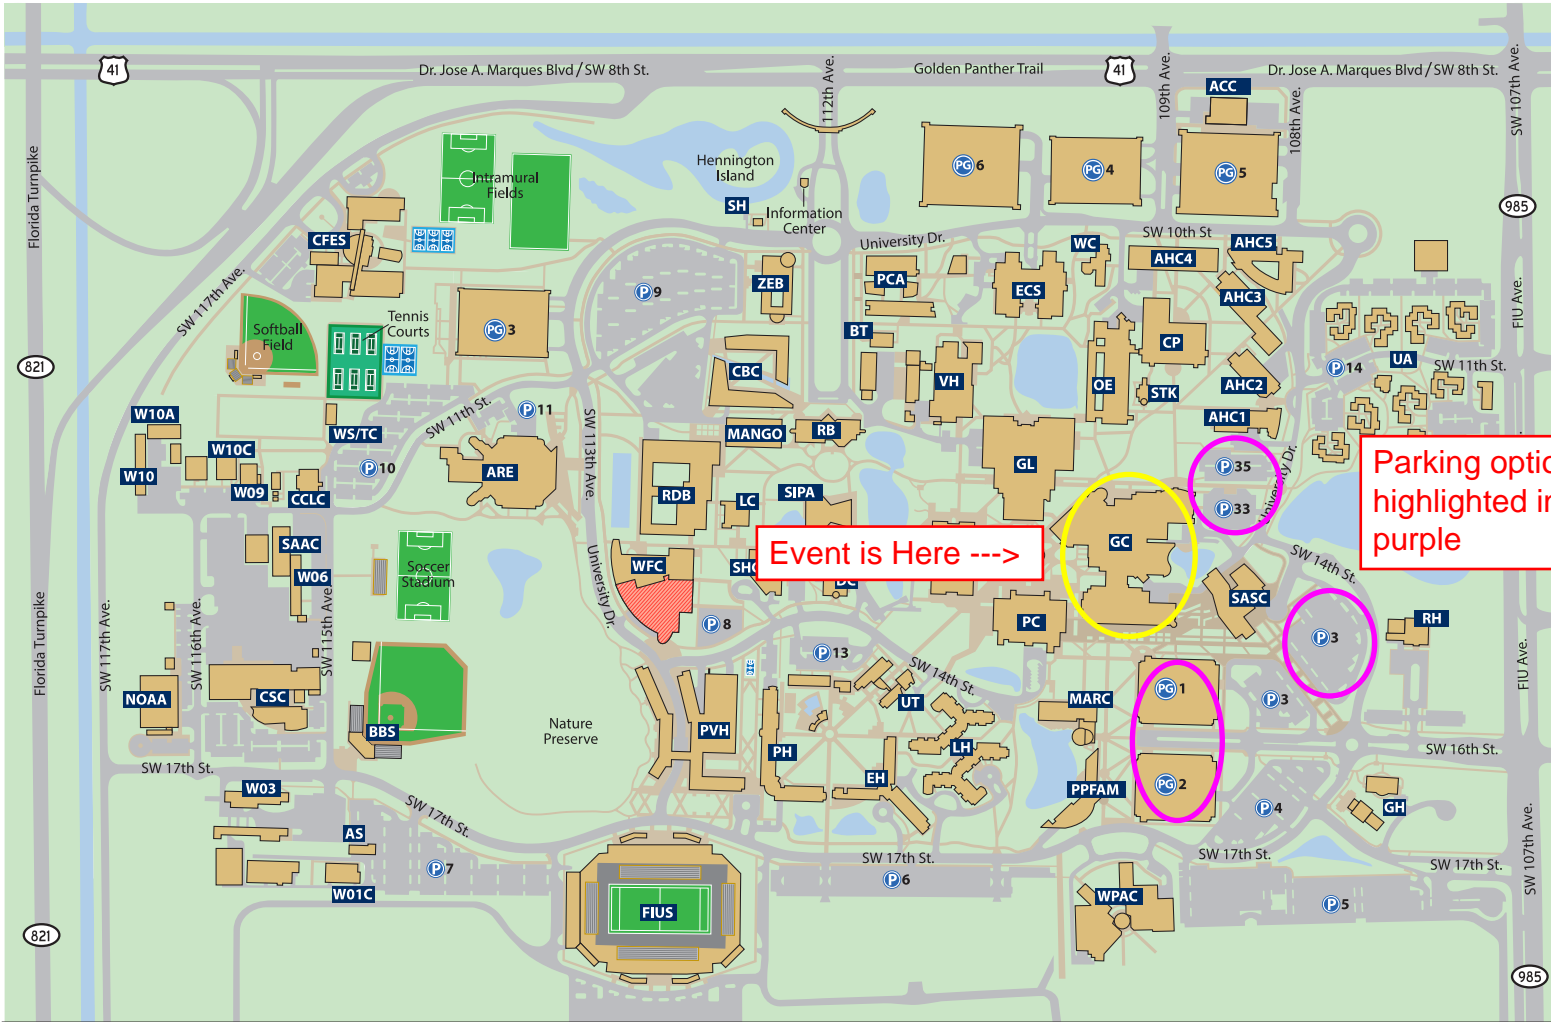 41
Dr. Jose A. Marques Blvd / SW 8th St.
112th Ave.
Golden Panther Trail
41
109th Ave.
ACC
Dr. Jose A. Marques Blvd / SW 8th St.
108th Ave.
SW 107th Ave.
Florida Turnpike
Intramural
Fields
Hennington
Island
SH
Information
Center
PG 6
PG 4
PG 5
985
CFES
University Dr.
WC
SW 10th St
AHC4
AHC5
SW 117th Ave.
P 9
ZEB
PCA
ECS
AHC3
FIU Ave.
Softball
Field
Tennis
Courts
PG 3
BT
CP
821
CBC
VH
OE
STK
AHC2
P 14
UA
SW 11th St.
W10A
WS/TC
SW 11th St.
P 11
SW 113th Ave.
MANGO
RB
AHC1
W10C
W10
W09
CCLC
P 10
ARE
RDB
LC
SIPA
GL
P 35
P 33
University Dr.
Parking optio
highlighted in
purple
SAAC
W06
Soccer
Stadium
University Dr.
WFC
SHC
Event is Here --->
DC
GC
SW 14th St.
SASC
SW 117th Ave.
SW 116th Ave.
SW 115th Ave.
P 8
P 13
PC
P 3
RH
Florida Turnpike
NOAA
CSC
BBS
Nature
Preserve
PVH
PH
UT
SW 14th St.
LH
EH
MARC
PG 1
P 3
FIU Ave.
SW 16th St.
SW 17th St.
W03
PPFAM
PG 2
P 4
GH
AS
SW 17th St.
W01C
P 7
SW 17th St.
P 6
SW 17th St.
SW 17th St.
SW 107th Ave.
FIUS
WPAC
P 5
821
985